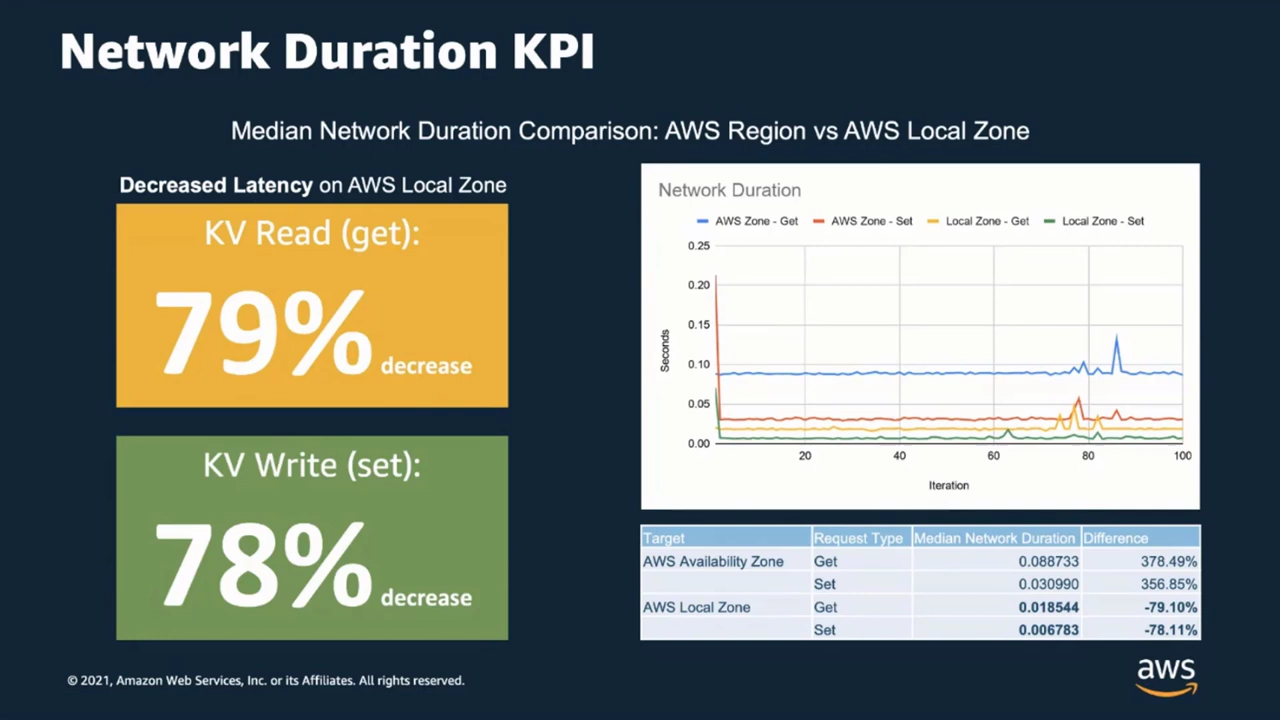 Network Duration KPI
Median Network Duration Comparison: AWS Region vs AWS Local Zone
Decreased Latency on AWS Local Zone
KV Read (get):
79% decrease
KV Write (set):
78% decrease
Network Duration
AWS Zone - Get AWS Zone - Set Local Zone - Get Local Zone - Set
0.25
0.20
0.15
0.10
0.05
0.00
Seconds
20 40 60 80 100
Iteration
Target Request Type Median Network Duration Difference
AWS Availability Zone Get 0.088733 378.49%
Set 0.030990 356.85%
AWS Local Zone Get 0.018544 -79.10%
Set 0.006783 -78.11%
© 2021, Amazon Web Services, Inc. or its Affiliates. All rights reserved.
aws